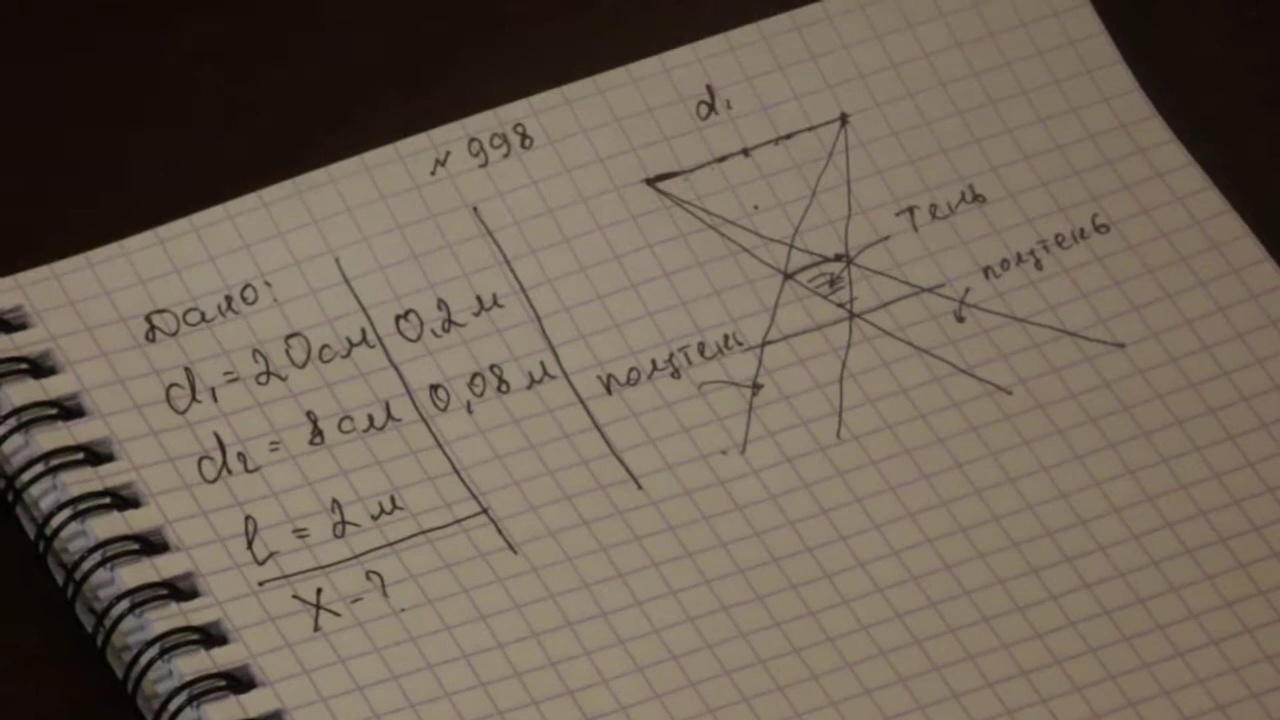 № 998
Дано:
d₁ = 20 см 0,2 м
d₂ = 8 см 0,08 м
l = 2 м
X - ?
d₁
тень
полутень
полутень